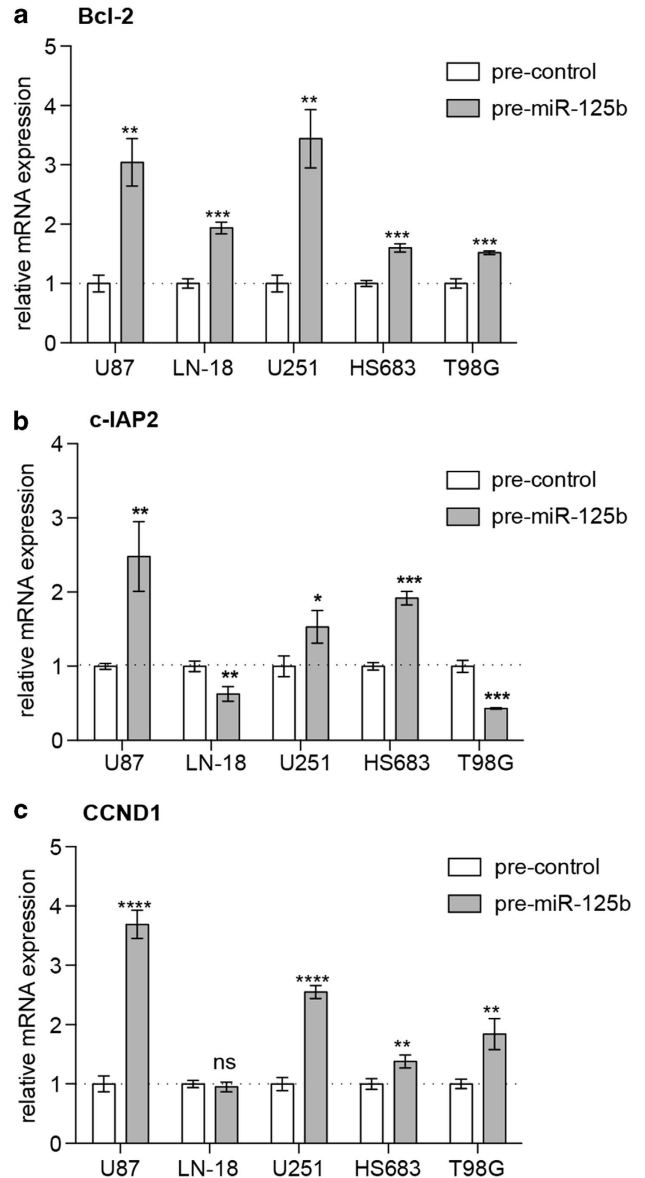 a Bcl-2
5
4
3
2
1
0
relative mRNA expression
pre-control
pre-miR-125b
**
***
**
***
***
U87 LN-18 U251 HS683 T98G
b c-IAP2
4
3
2
1
0
relative mRNA expression
pre-control
pre-miR-125b
**
**
*
***
***
U87 LN-18 U251 HS683 T98G
c CCND1
5
4
3
2
1
0
relative mRNA expression
pre-control
pre-miR-125b
****
ns
****
**
**
U87 LN-18 U251 HS683 T98G